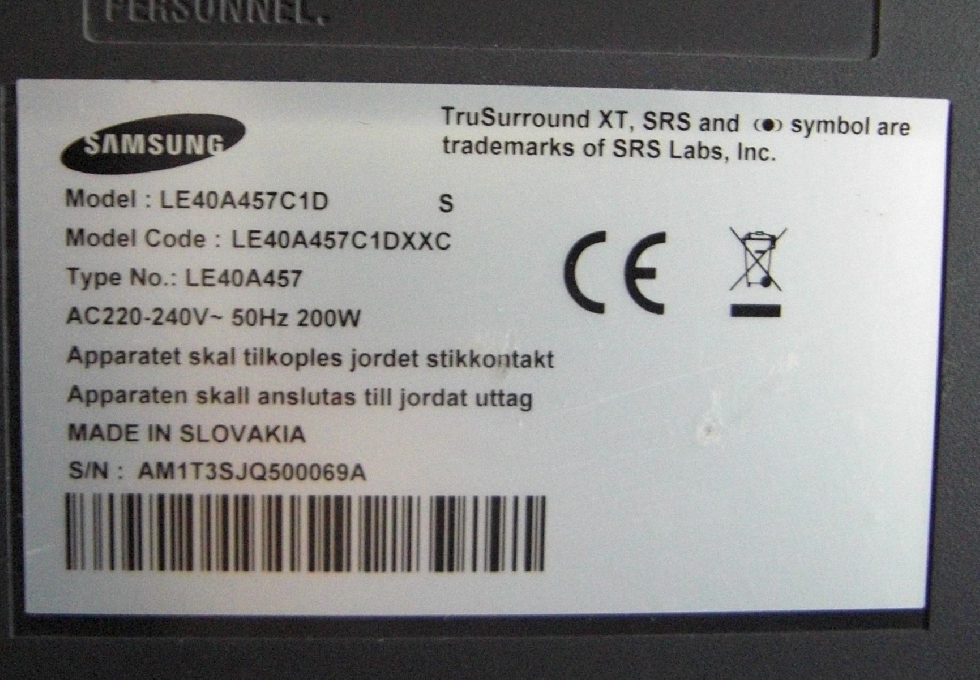 PERSONNEL.
SAMSUNG
TruSurround XT, SRS and (●) symbol are
trademarks of SRS Labs, Inc.
Model : LE40A457C1D S
Model Code : LE40A457C1DXXC
Type No.: LE40A457
AC220-240V~ 50Hz 200W
Apparatet skal tilkoples jordet stikkontakt
Apparaten skall anslutas till jordat uttag
MADE IN SLOVAKIA
S/N : AM1T3SJQ500069A
CE